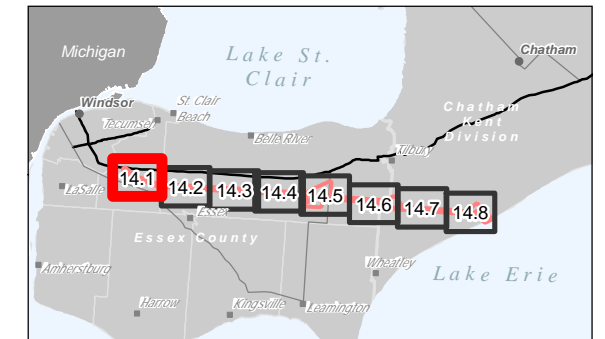 Michigan
Lake St.
Clair
Chatham
Windsor
St. Clair
Beach
Tecumseh
Chatham
Kent
Division
Belle River
Tilbury
14.1
14.2
14.3
14.4
14.5
14.6
14.7
14.8
LaSalle
Essex
Essex County
Amherstburg
Wheatley
Lake Erie
Harrow
Kingsville
Leamington